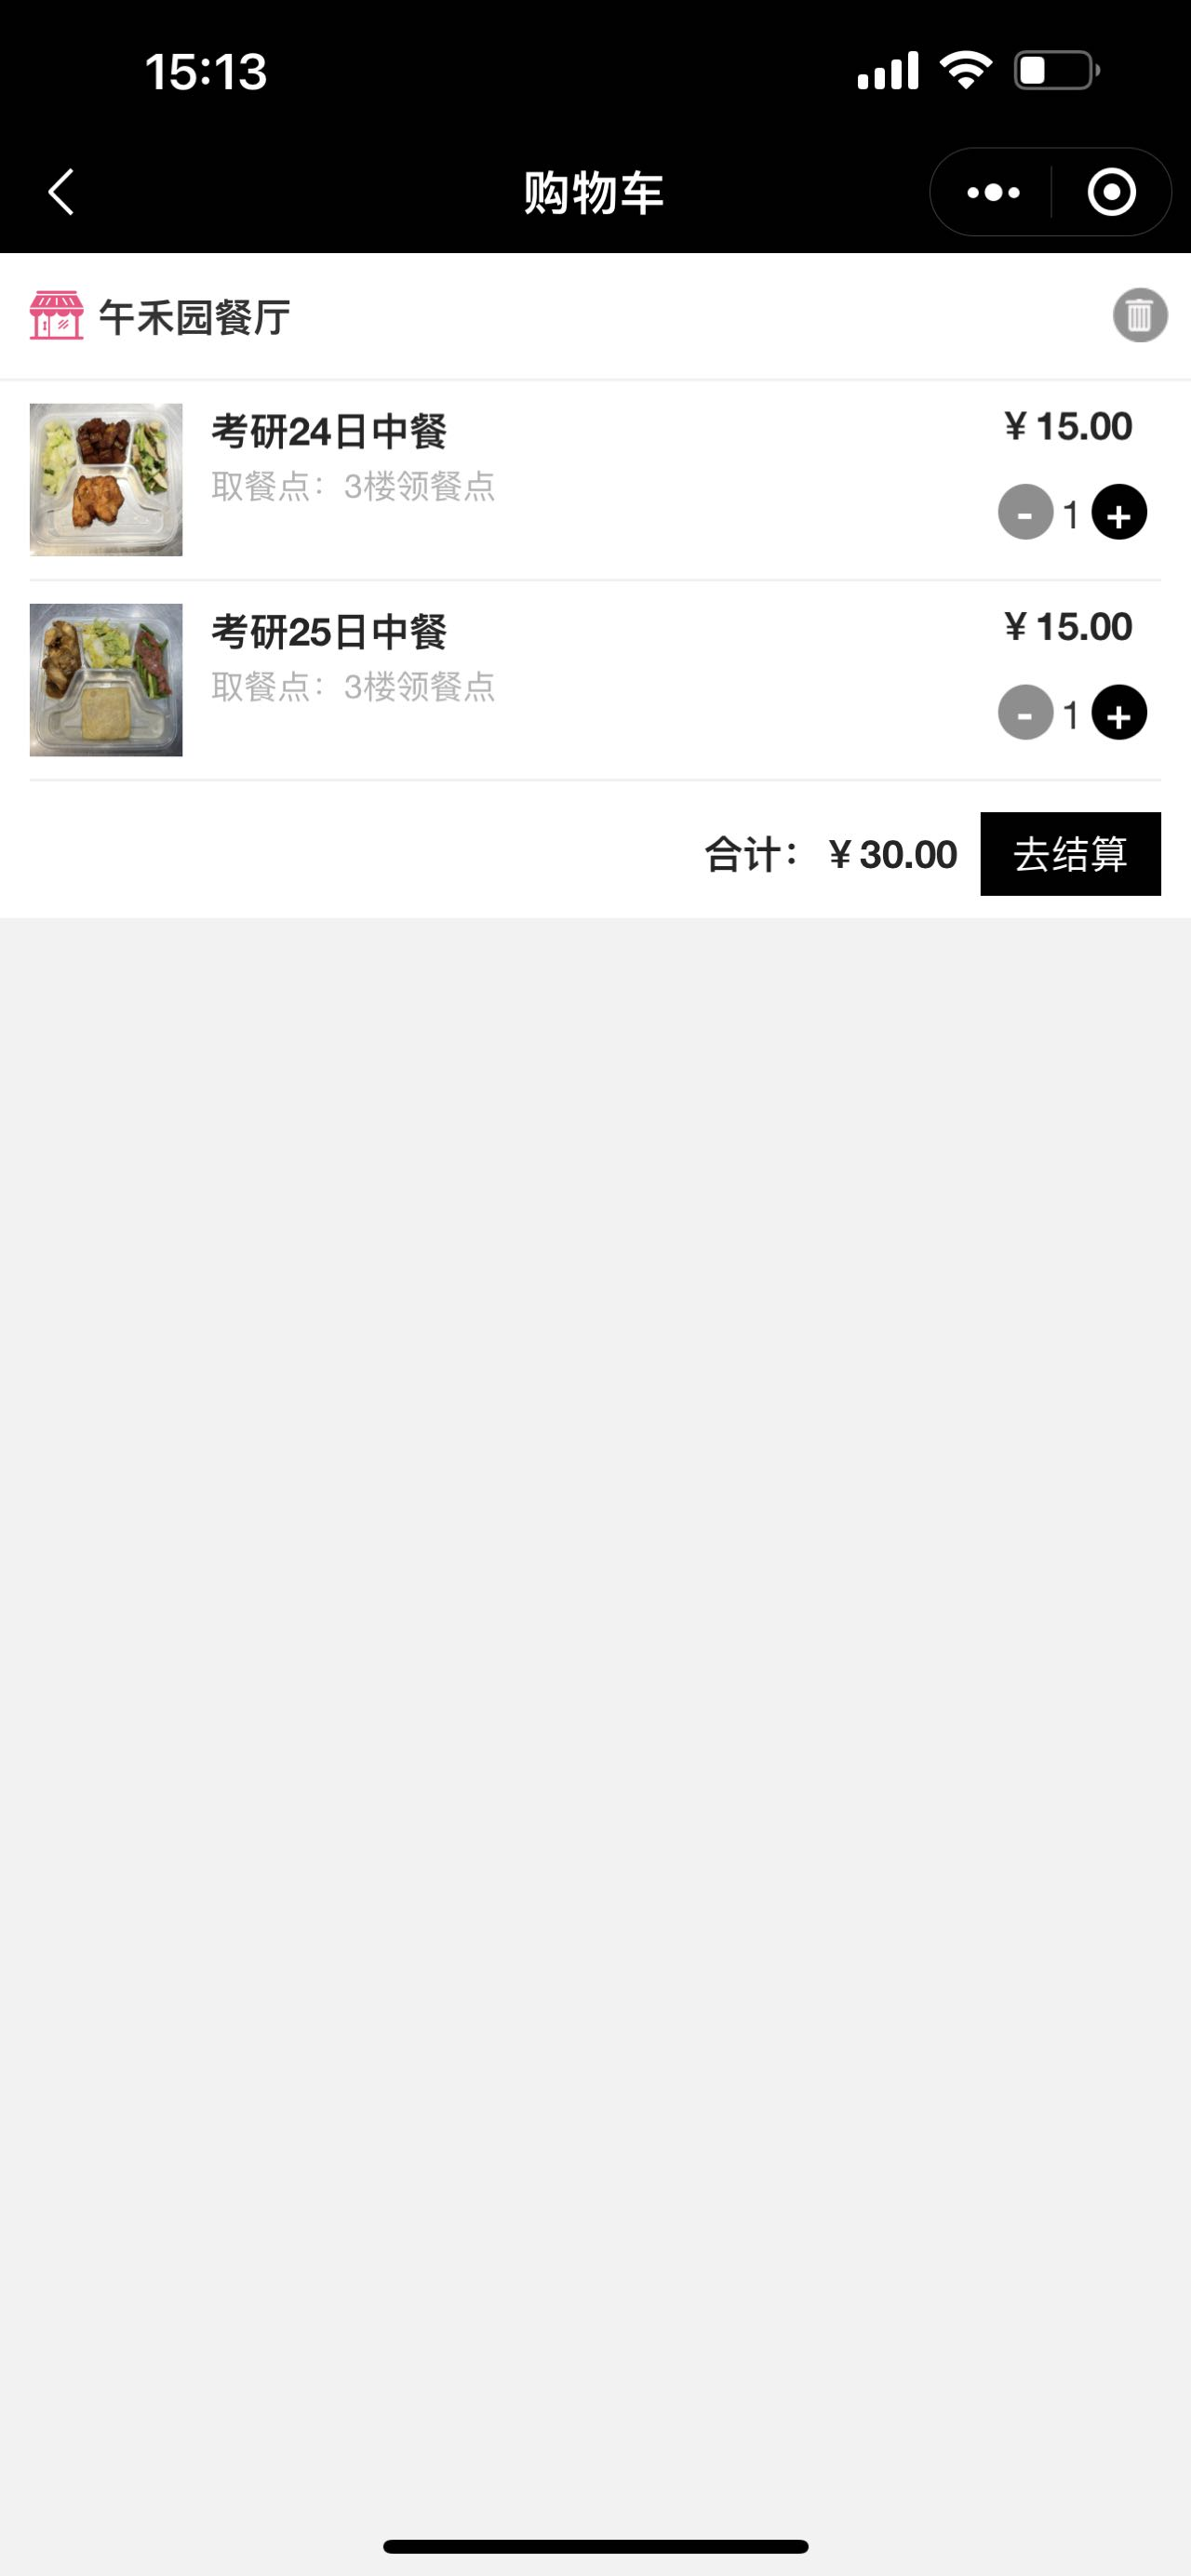 15:13
购物车
午禾园餐厅
考研24日中餐
¥ 15.00
取餐点：3楼领餐点
- 1 +
考研25日中餐
¥ 15.00
取餐点：3楼领餐点
- 1 +
合计： ¥ 30.00 去结算